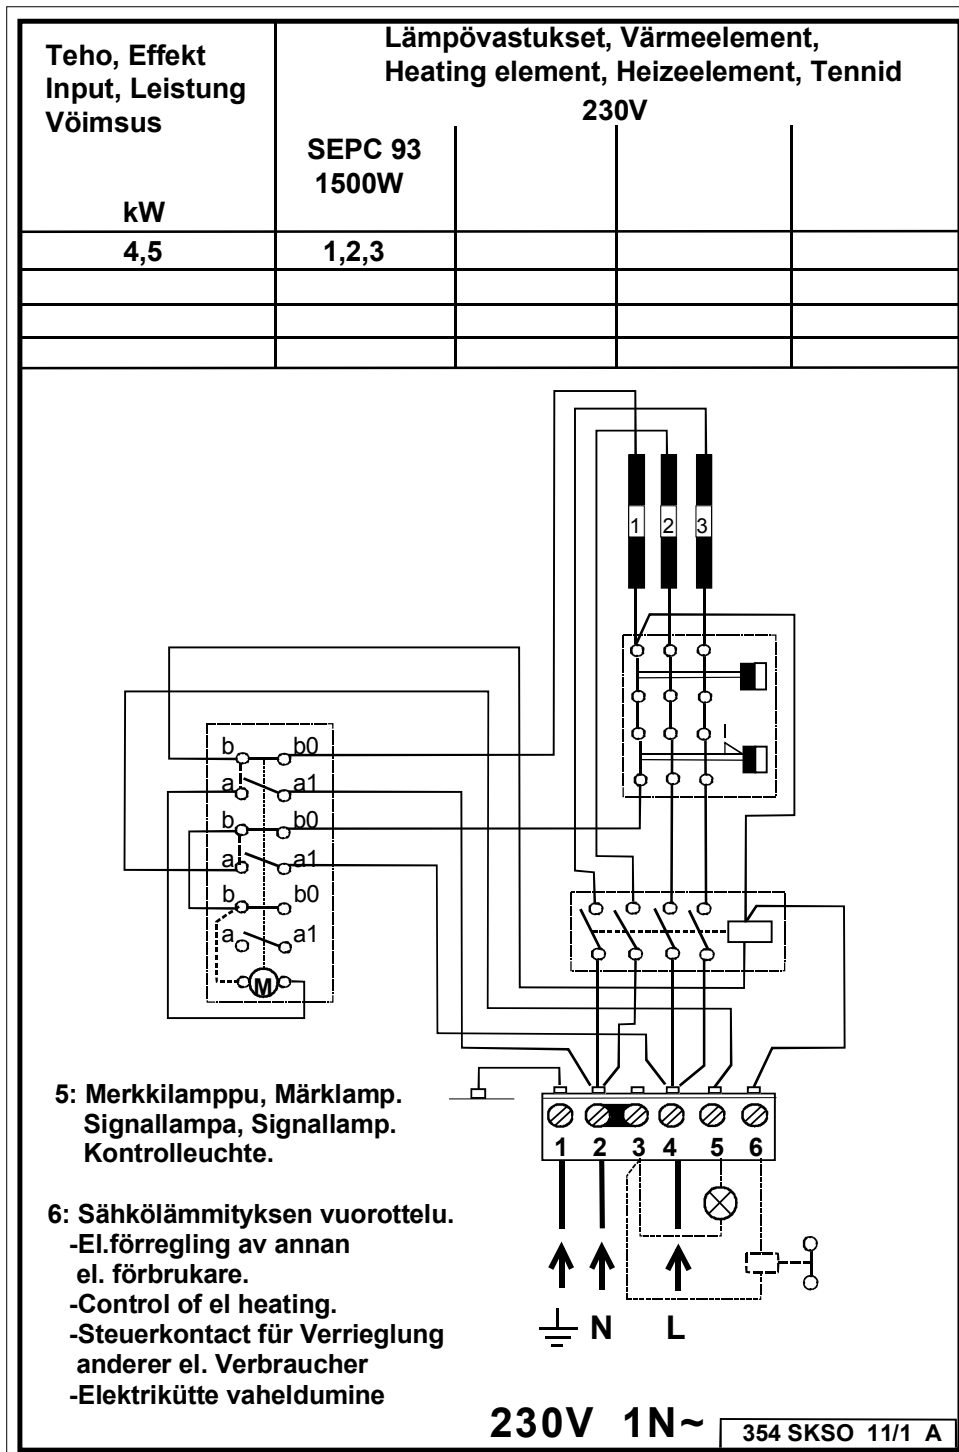 Teho, Effekt
Input, Leistung
Vöimsus
kW
Lämpövastukset, Värmeelement,
Heating element, Heizeelement, Tennid
230V
SEPC 93
1500W
4,5 1,2,3
1 2 3
b b0
a a1
b b0
a a1
b b0
a a1
M
5: Merkkilamppu, Märklamp.
Signallampa, Signallamp.
Kontrolleuchte.
1 2 3 4 5 6
6: Sähkölämmityksen vuorottelu.
-El.förregling av annan
el. förbrukare.
-Control of el heating.
-Steuerkontact für Verrieglung
anderer el. Verbraucher
-Elektrikütte vaheldumine
N L
230V 1N~
354 SKSO 11/1 A